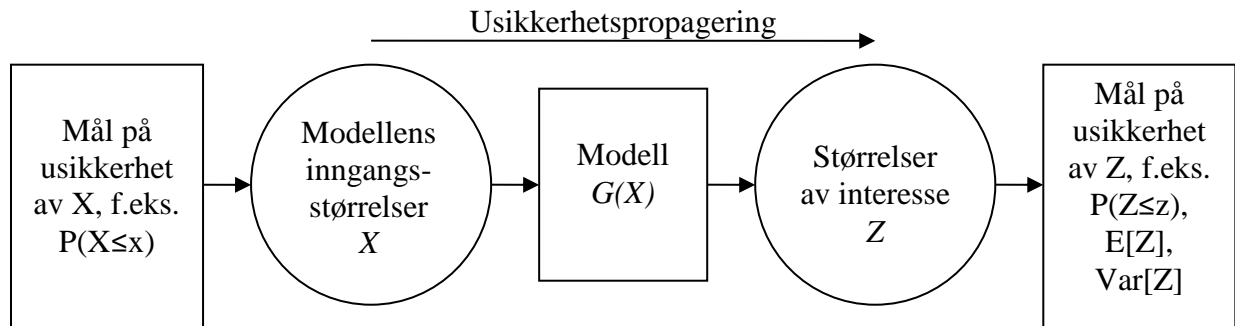 Usikkerhetspropagering
Mål på
usikkerhet
av X, f.eks.
P(X≤x)
Modellens
inngangs-
størrelser
X
Modell
G(X)
Størrelser
av interesse
Z
Mål på
usikkerhet
av Z, f.eks.
P(Z≤z),
E[Z],
Var[Z]